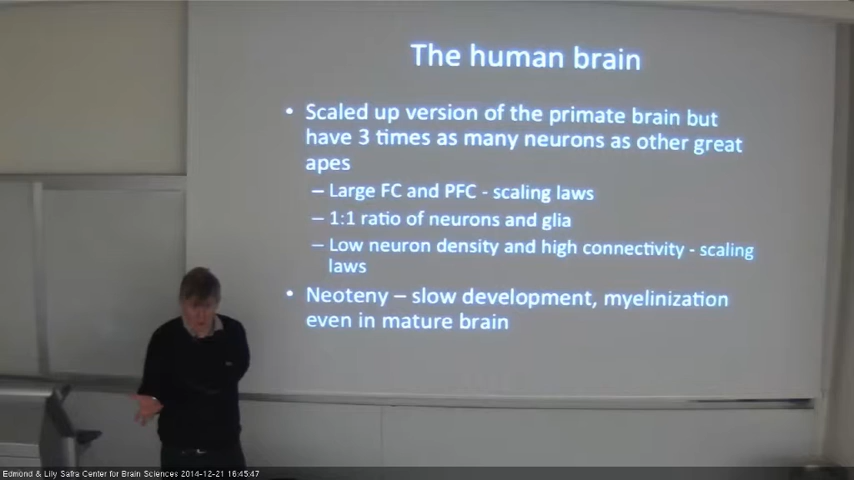 The human brain
• Scaled up version of the primate brain but
have 3 times as many neurons as other great
apes
– Large FC and PFC - scaling laws
– 1:1 ratio of neurons and glia
– Low neuron density and high connectivity - scaling
laws
• Neoteny – slow development, myelinization
even in mature brain
Edmond & Lily Safra Center for Brain Sciences 2014-12-21 16:45:47